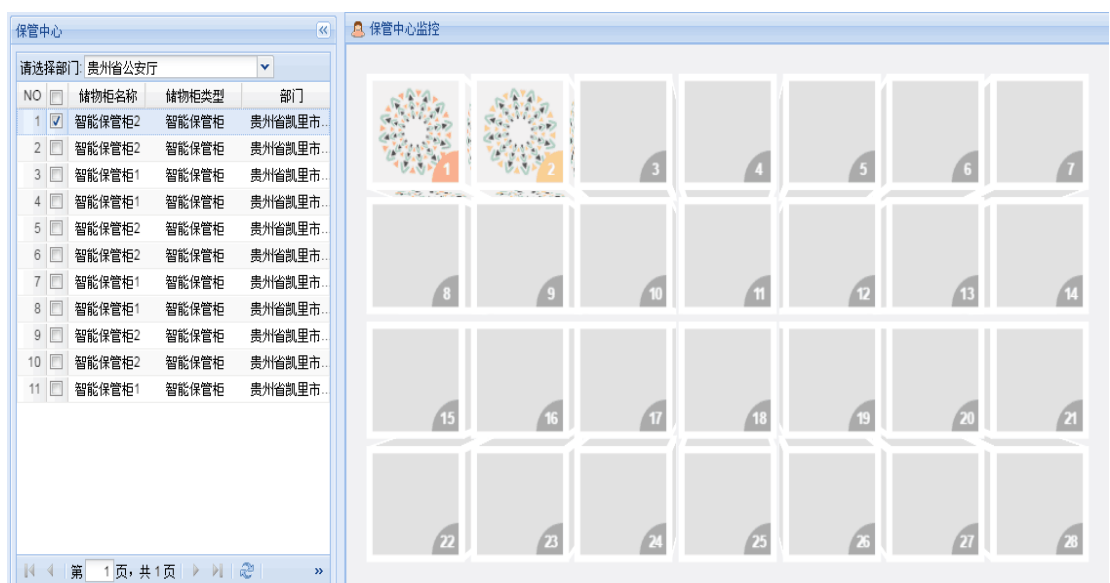 保管中心
请选择部门: 贵州省公安厅
NO 储物柜名称 储物柜类型 部门
1 智能保管柜2 智能保管柜 贵州省凯里市...
2 智能保管柜2 智能保管柜 贵州省凯里市...
3 智能保管柜1 智能保管柜 贵州省凯里市...
4 智能保管柜1 智能保管柜 贵州省凯里市...
5 智能保管柜2 智能保管柜 贵州省凯里市...
6 智能保管柜2 智能保管柜 贵州省凯里市...
7 智能保管柜1 智能保管柜 贵州省凯里市...
8 智能保管柜1 智能保管柜 贵州省凯里市...
9 智能保管柜2 智能保管柜 贵州省凯里市...
10 智能保管柜2 智能保管柜 贵州省凯里市...
11 智能保管柜1 智能保管柜 贵州省凯里市...
第 1 页, 共 1 页
保管中心监控
1 2 3 4 5 6 7
8 9 10 11 12 13 14
15 16 17 18 19 20 21
22 23 24 25 26 27 28